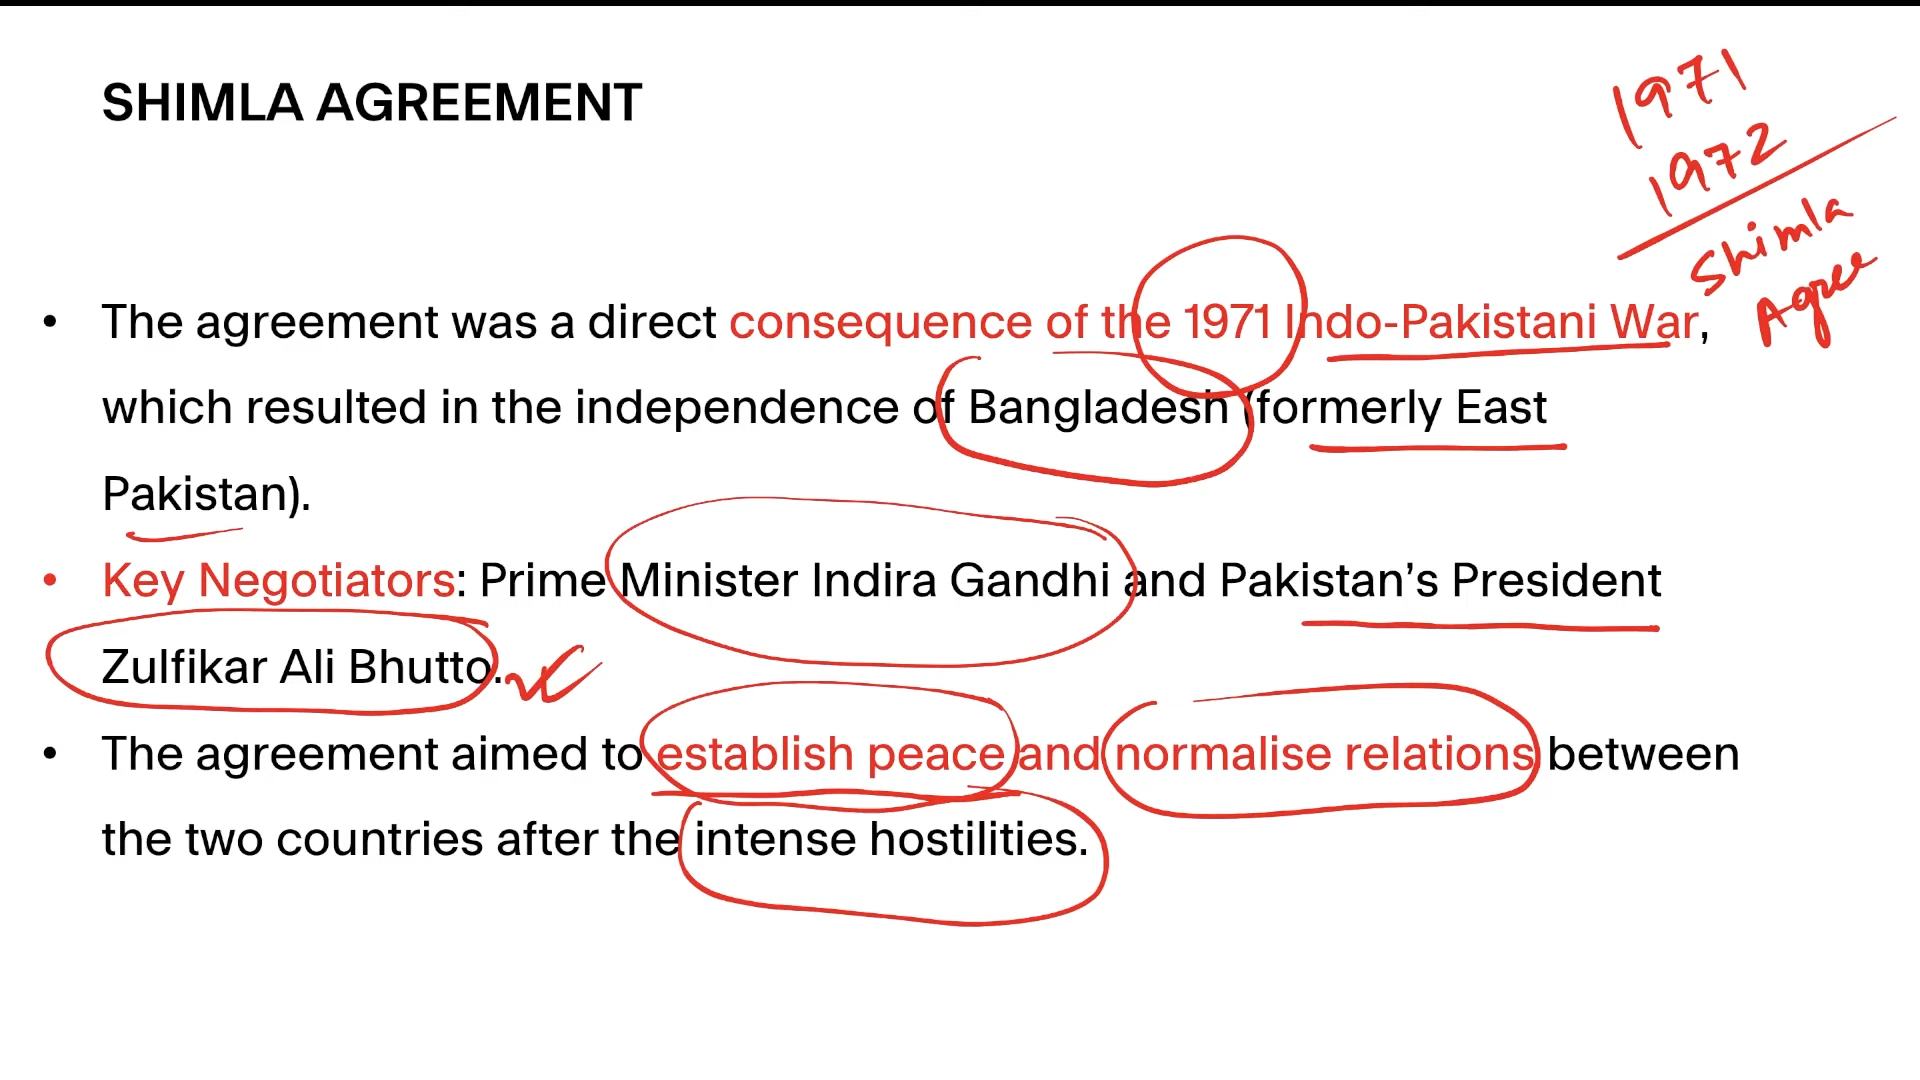 SHIMLA AGREEMENT
1971
1972
Shimla
Agree
• The agreement was a direct consequence of the 1971 Indo-Pakistani War,
which resulted in the independence of Bangladesh (formerly East
Pakistan).
• Key Negotiators: Prime Minister Indira Gandhi and Pakistan’s President
Zulfikar Ali Bhutto.
• The agreement aimed to establish peace and normalise relations between
the two countries after the intense hostilities.